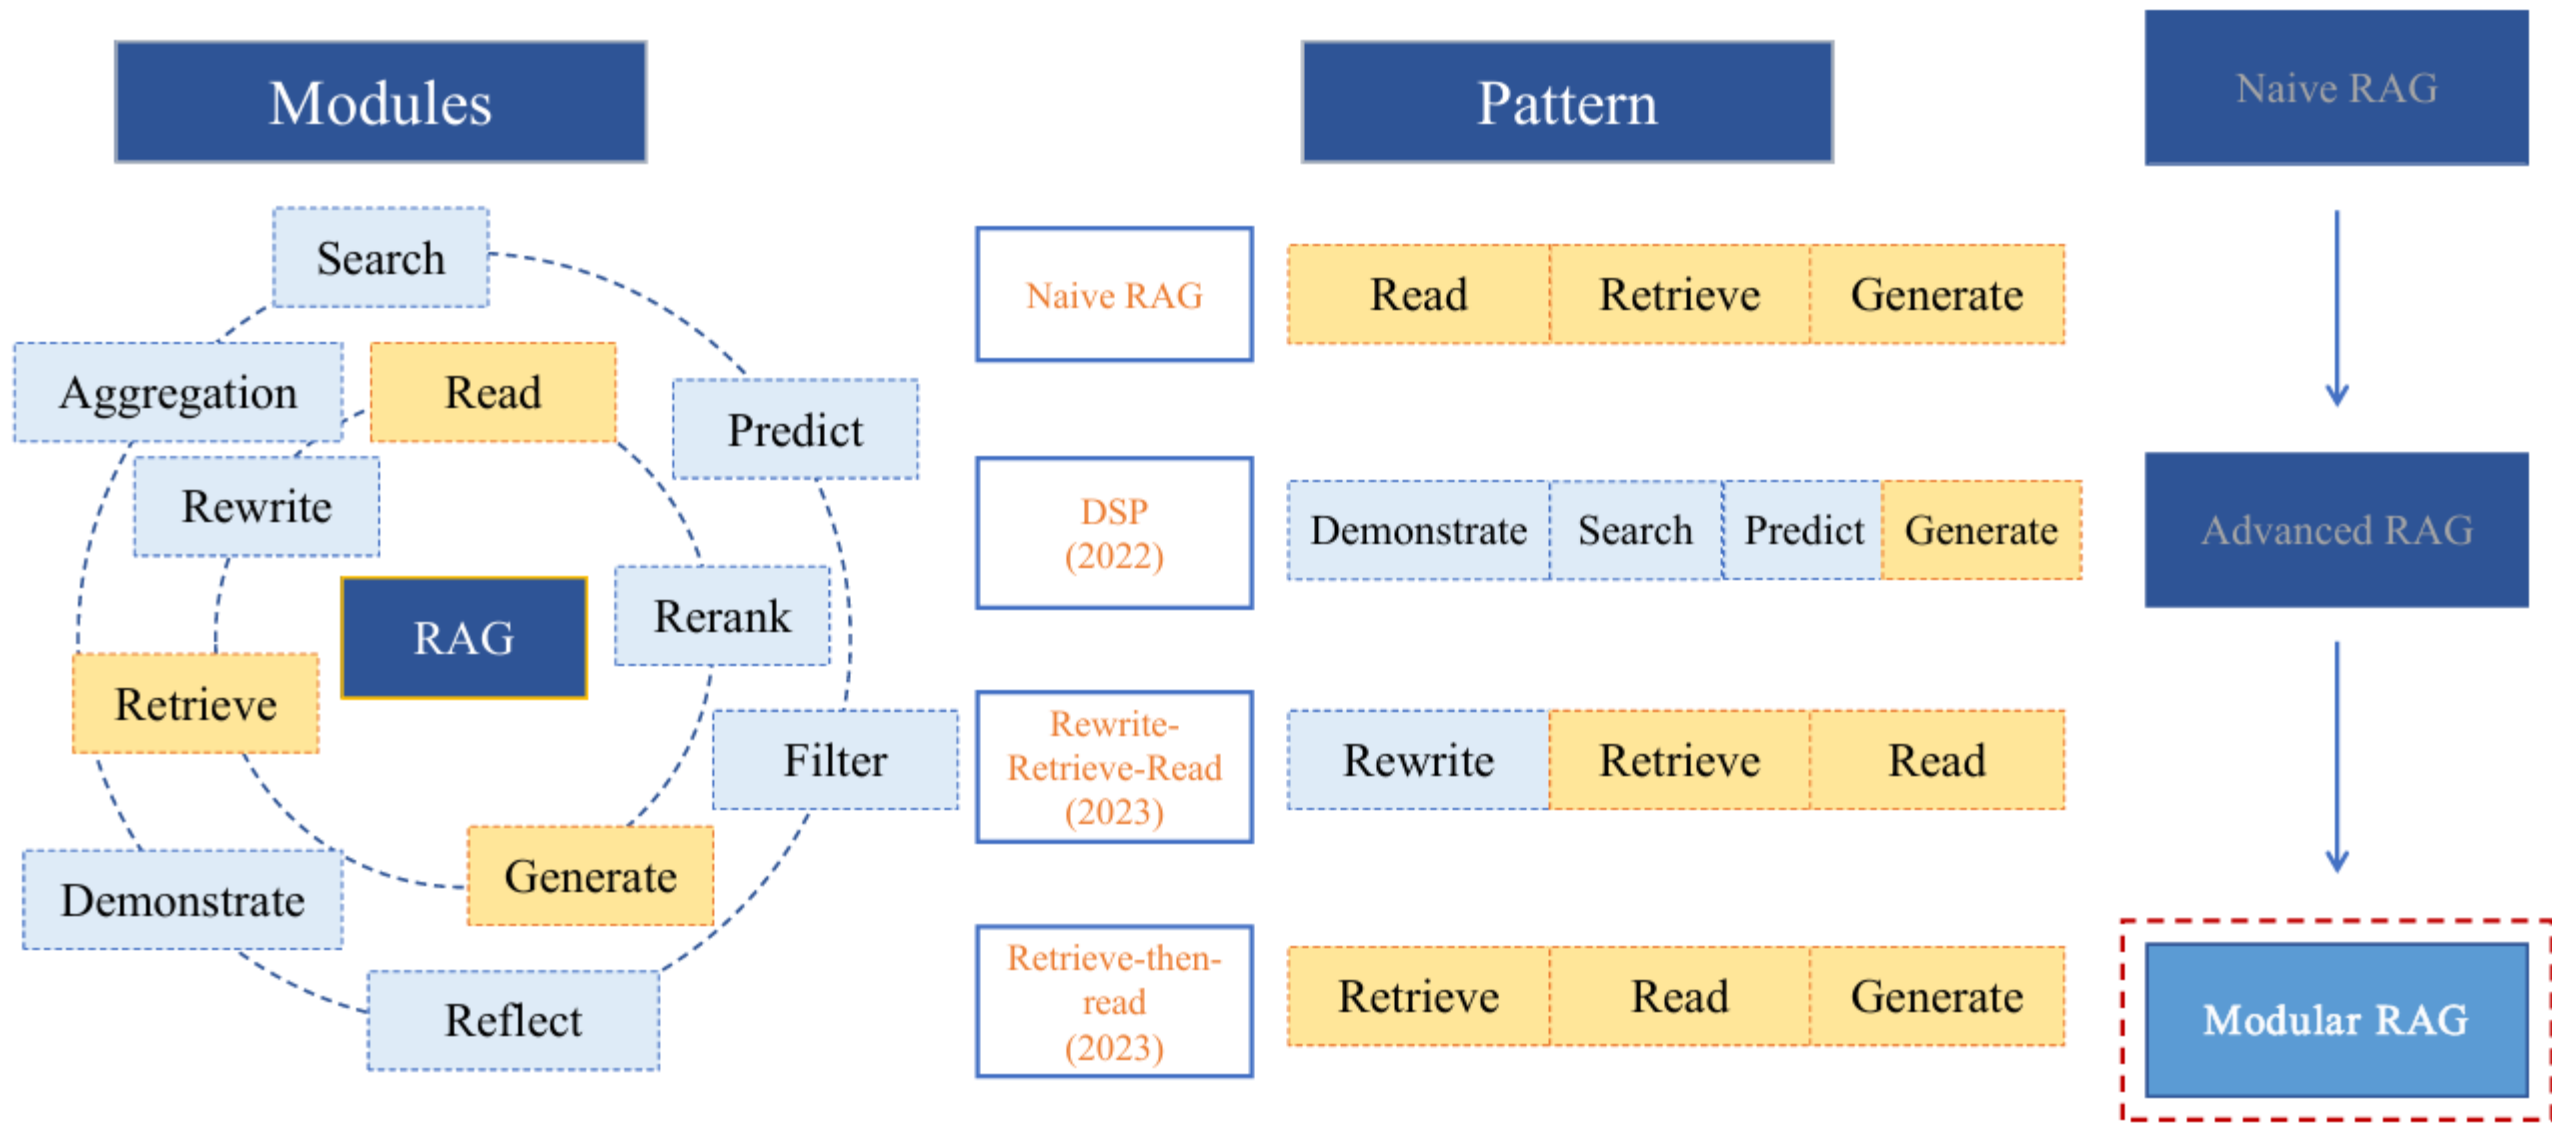 Modules
Search
Aggregation
Read
Predict
Rewrite
RAG
Rerank
Retrieve
Filter
Generate
Demonstrate
Reflect
Pattern
Naive RAG
Read Retrieve Generate
DSP
(2022)
Demonstrate Search Predict Generate
Rewrite-
Retrieve-Read
(2023)
Rewrite Retrieve Read
Retrieve-then-
read
(2023)
Retrieve Read Generate
Naive RAG
Advanced RAG
Modular RAG